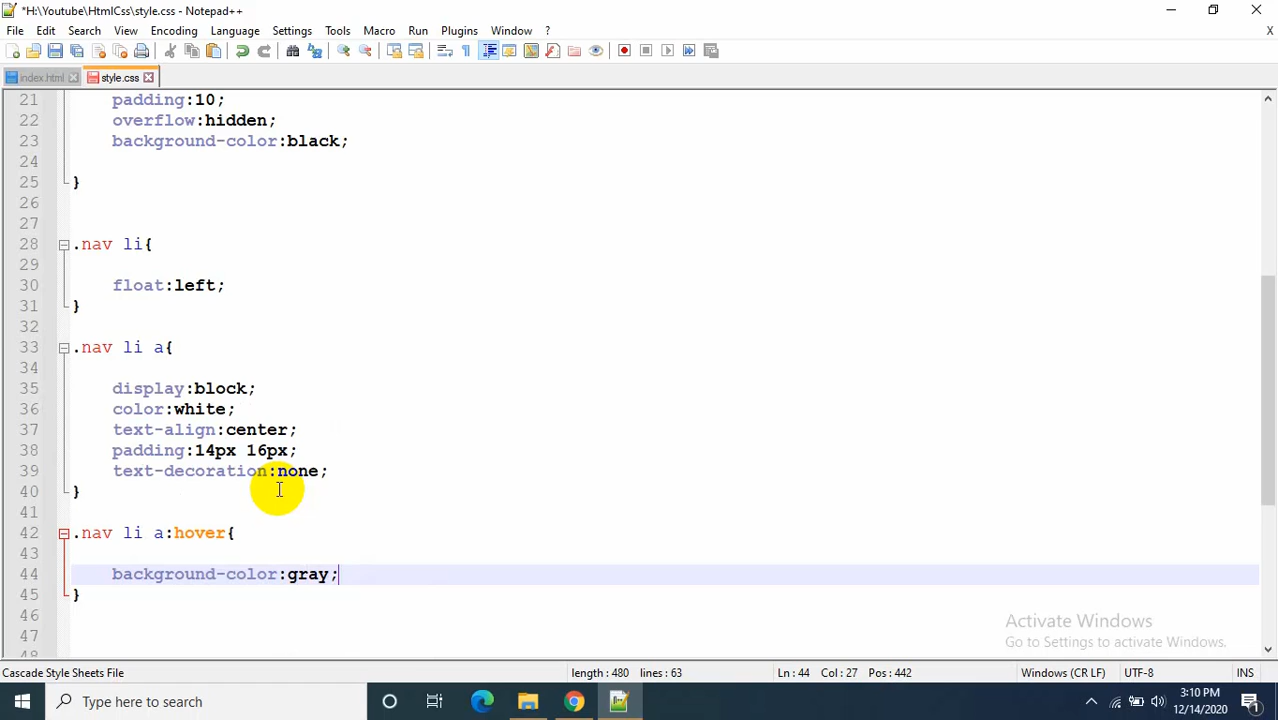 *H:\Youtube\HtmlCss\style.css - Notepad++
File Edit Search View Encoding Language Settings Tools Macro Run Plugins Window ? X
index.html style.css
21 padding:10;
22 overflow:hidden;
23 background-color:black;
24
25 }
26
27
28 .nav li{
29
30 float:left;
31 }
32
33 .nav li a{
34
35 display:block;
36 color:white;
37 text-align:center;
38 padding:14px 16px;
39 text-decoration:none;
40 }
41
42 .nav li a:hover{
43
44 background-color:gray;
45 }
46
47
48
Activate Windows
Go to Settings to activate Windows.
Cascade Style Sheets File length : 480 lines : 63 Ln : 44 Col : 27 Pos : 442 Windows (CR LF) UTF-8 INS
Type here to search
3:10 PM
12/14/2020
1